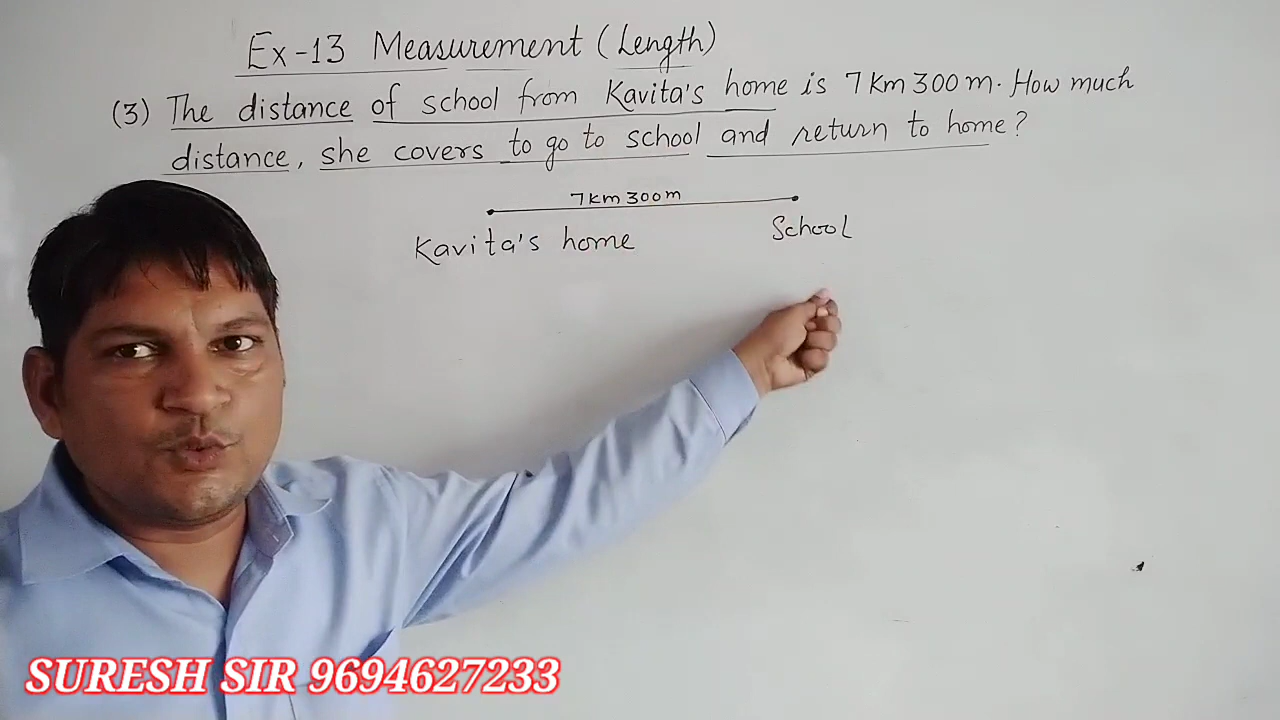 Ex-13 Measurement (Length)
(3) The distance of school from Kavita's home is 7 Km 300 m. How much
distance, she covers to go to school and return to home?
7 Km 300 m
Kavita's home
School
SURESH SIR 9694627233